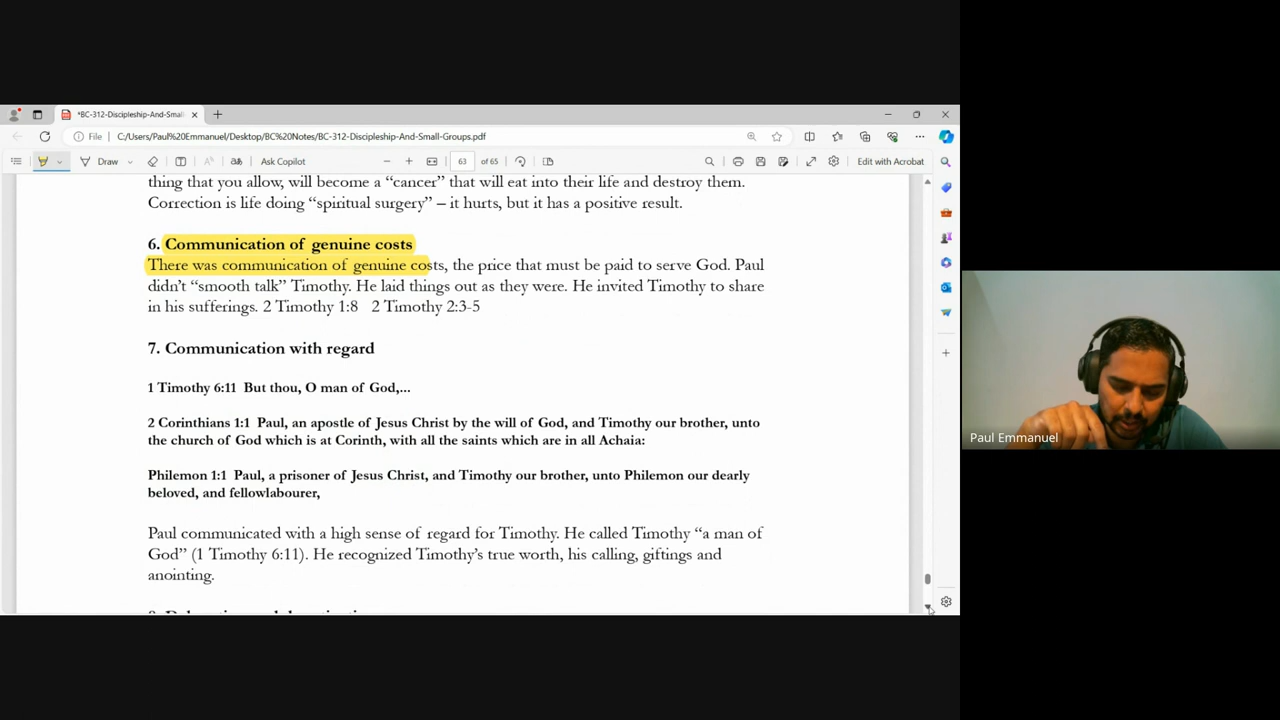 *BC-312-Discipleship-And-Small-
File
C:/Users/Paul%20Emmanuel/Desktop/BC%20Notes/BC-312-Discipleship-And-Small-Groups.pdf
Draw
Ask Copilot
63 of 65
Edit with Acrobat
thing that you allow, will become a “cancer” that will eat into their life and destroy them.
Correction is life doing “spiritual surgery” – it hurts, but it has a positive result.
6. Communication of genuine costs
There was communication of genuine costs, the price that must be paid to serve God. Paul
didn’t “smooth talk” Timothy. He laid things out as they were. He invited Timothy to share
in his sufferings. 2 Timothy 1:8 2 Timothy 2:3-5
7. Communication with regard
1 Timothy 6:11 But thou, O man of God,...
2 Corinthians 1:1 Paul, an apostle of Jesus Christ by the will of God, and Timothy our brother, unto
the church of God which is at Corinth, with all the saints which are in all Achaia:
Philemon 1:1 Paul, a prisoner of Jesus Christ, and Timothy our brother, unto Philemon our dearly
beloved, and fellowlabourer,
Paul communicated with a high sense of regard for Timothy. He called Timothy “a man of
God” (1 Timothy 6:11). He recognized Timothy’s true worth, his calling, giftings and
anointing.
Paul Emmanuel